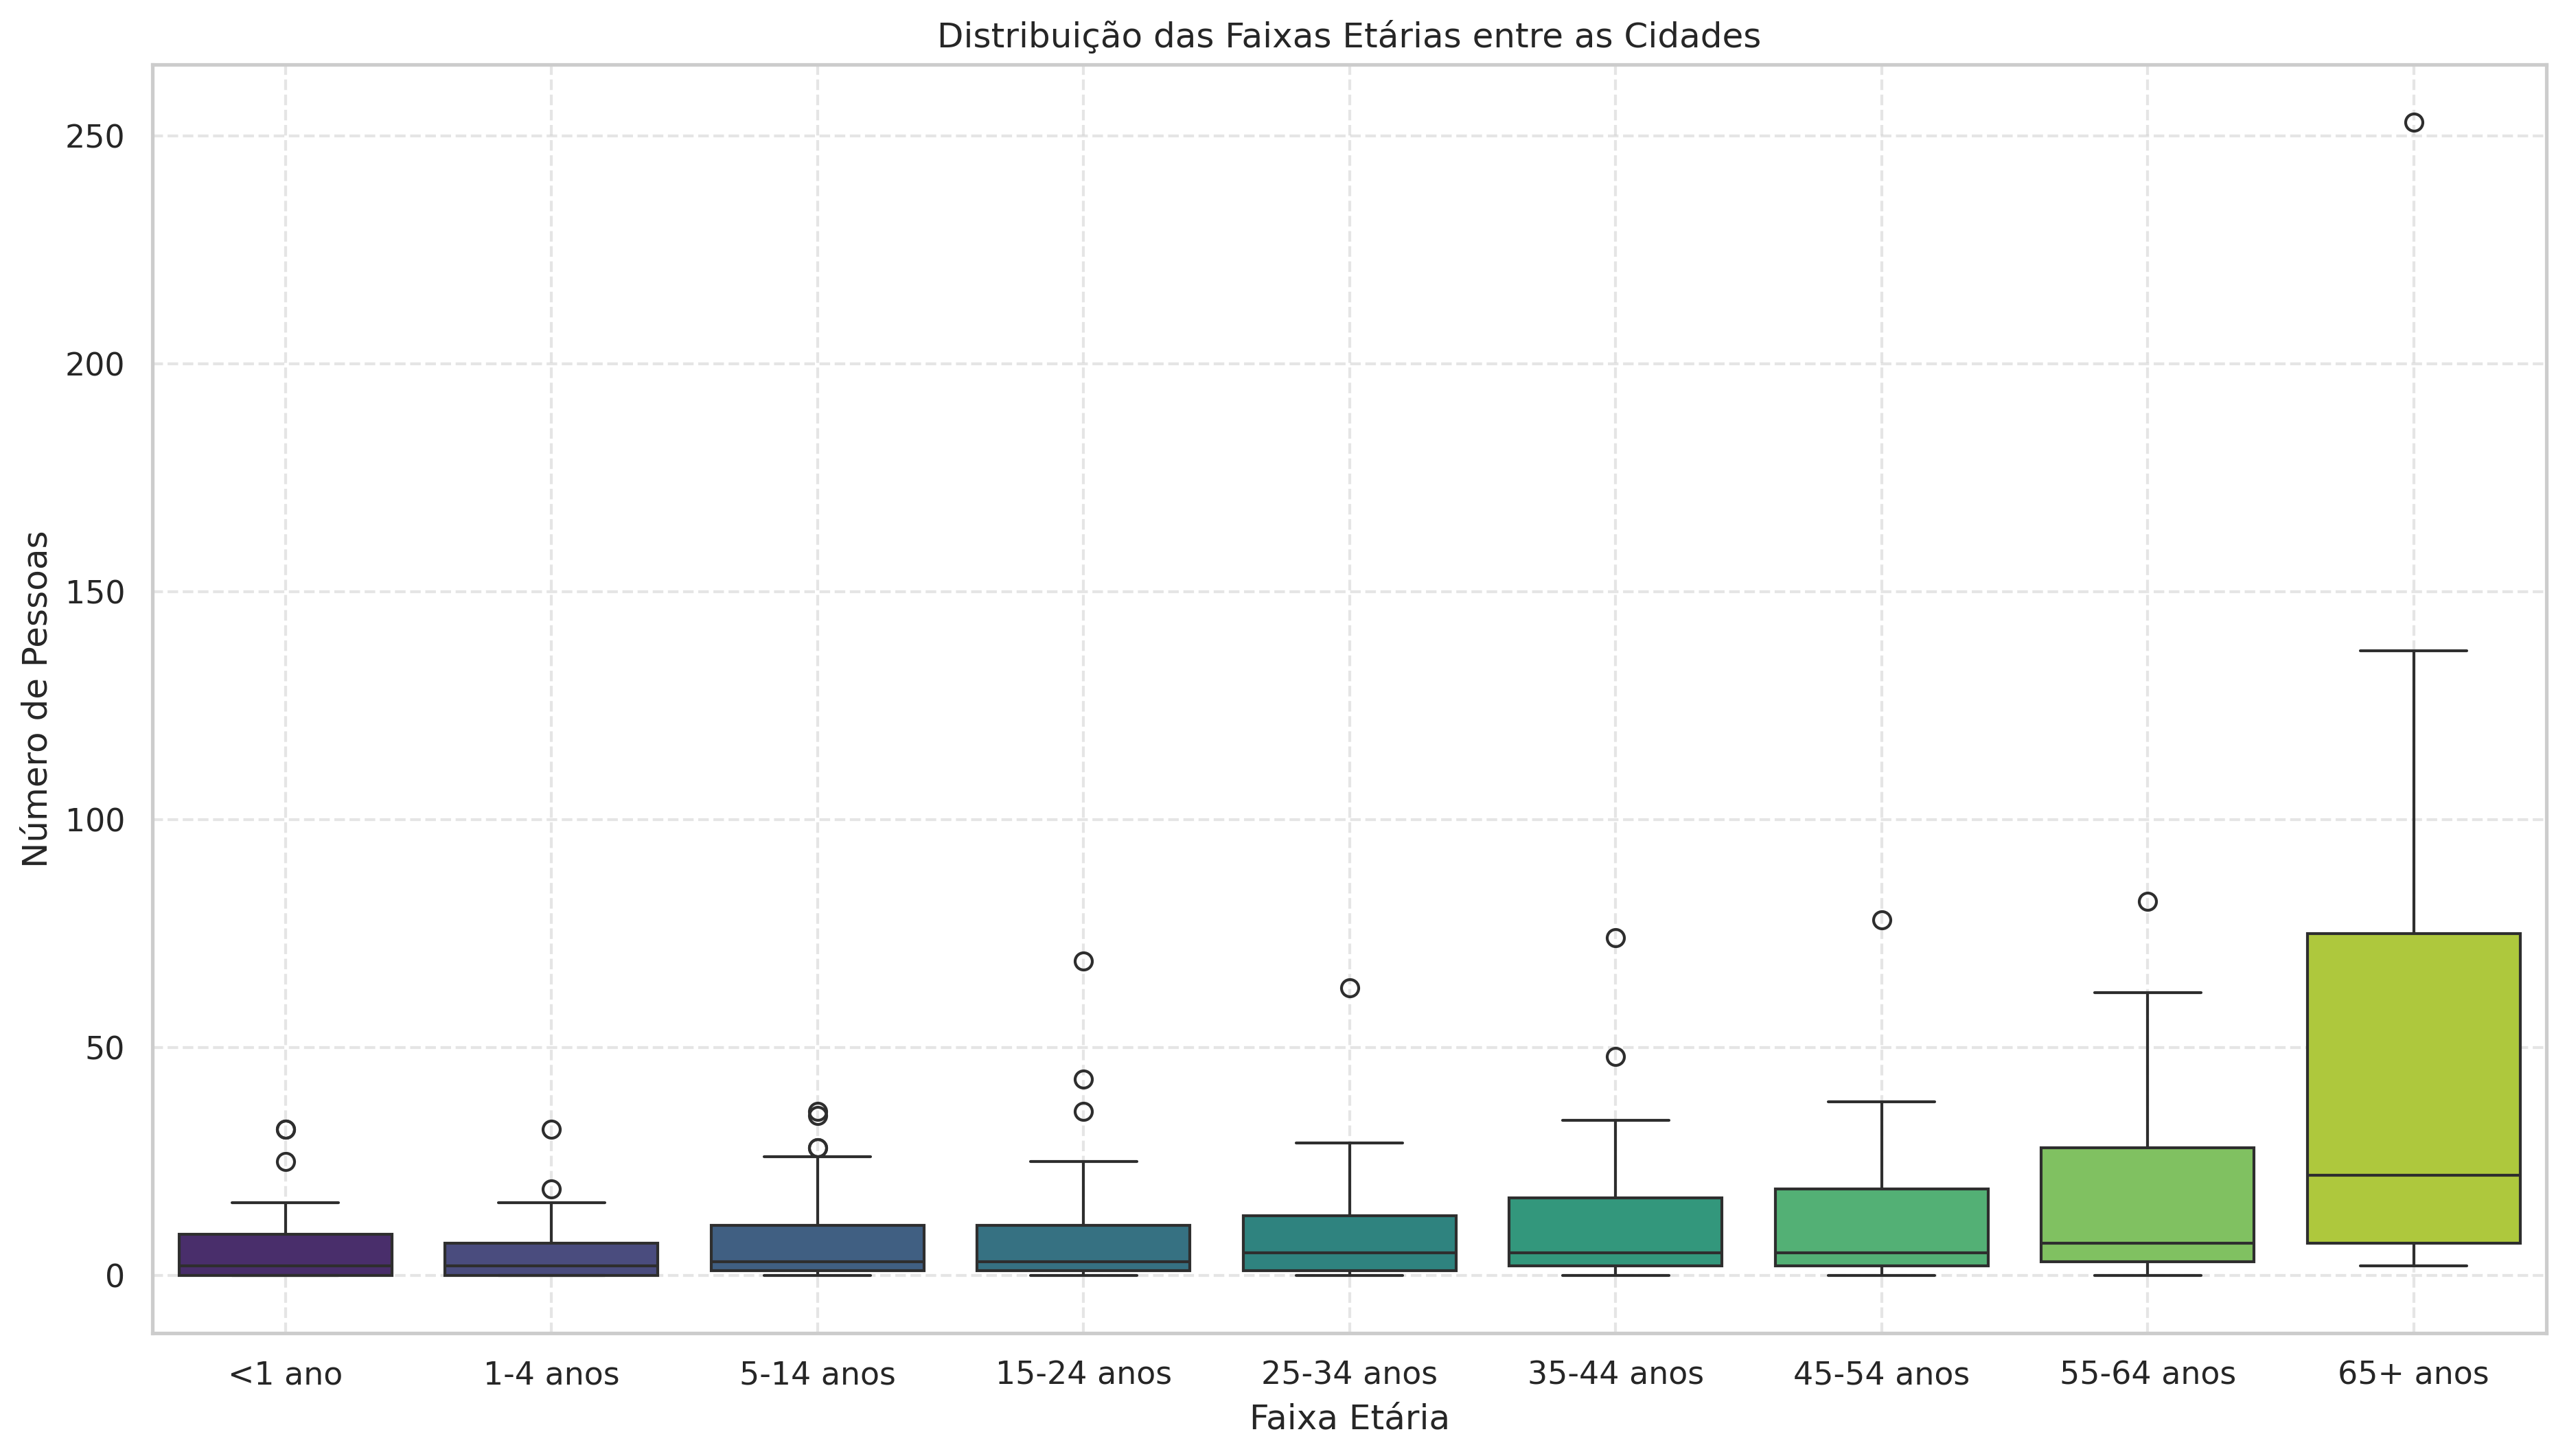 Distribuição das Faixas Etárias entre as Cidades
Número de Pessoas
250
200
150
100
50
0
<1 ano
1-4 anos
5-14 anos
15-24 anos
25-34 anos
35-44 anos
45-54 anos
55-64 anos
65+ anos
Faixa Etária